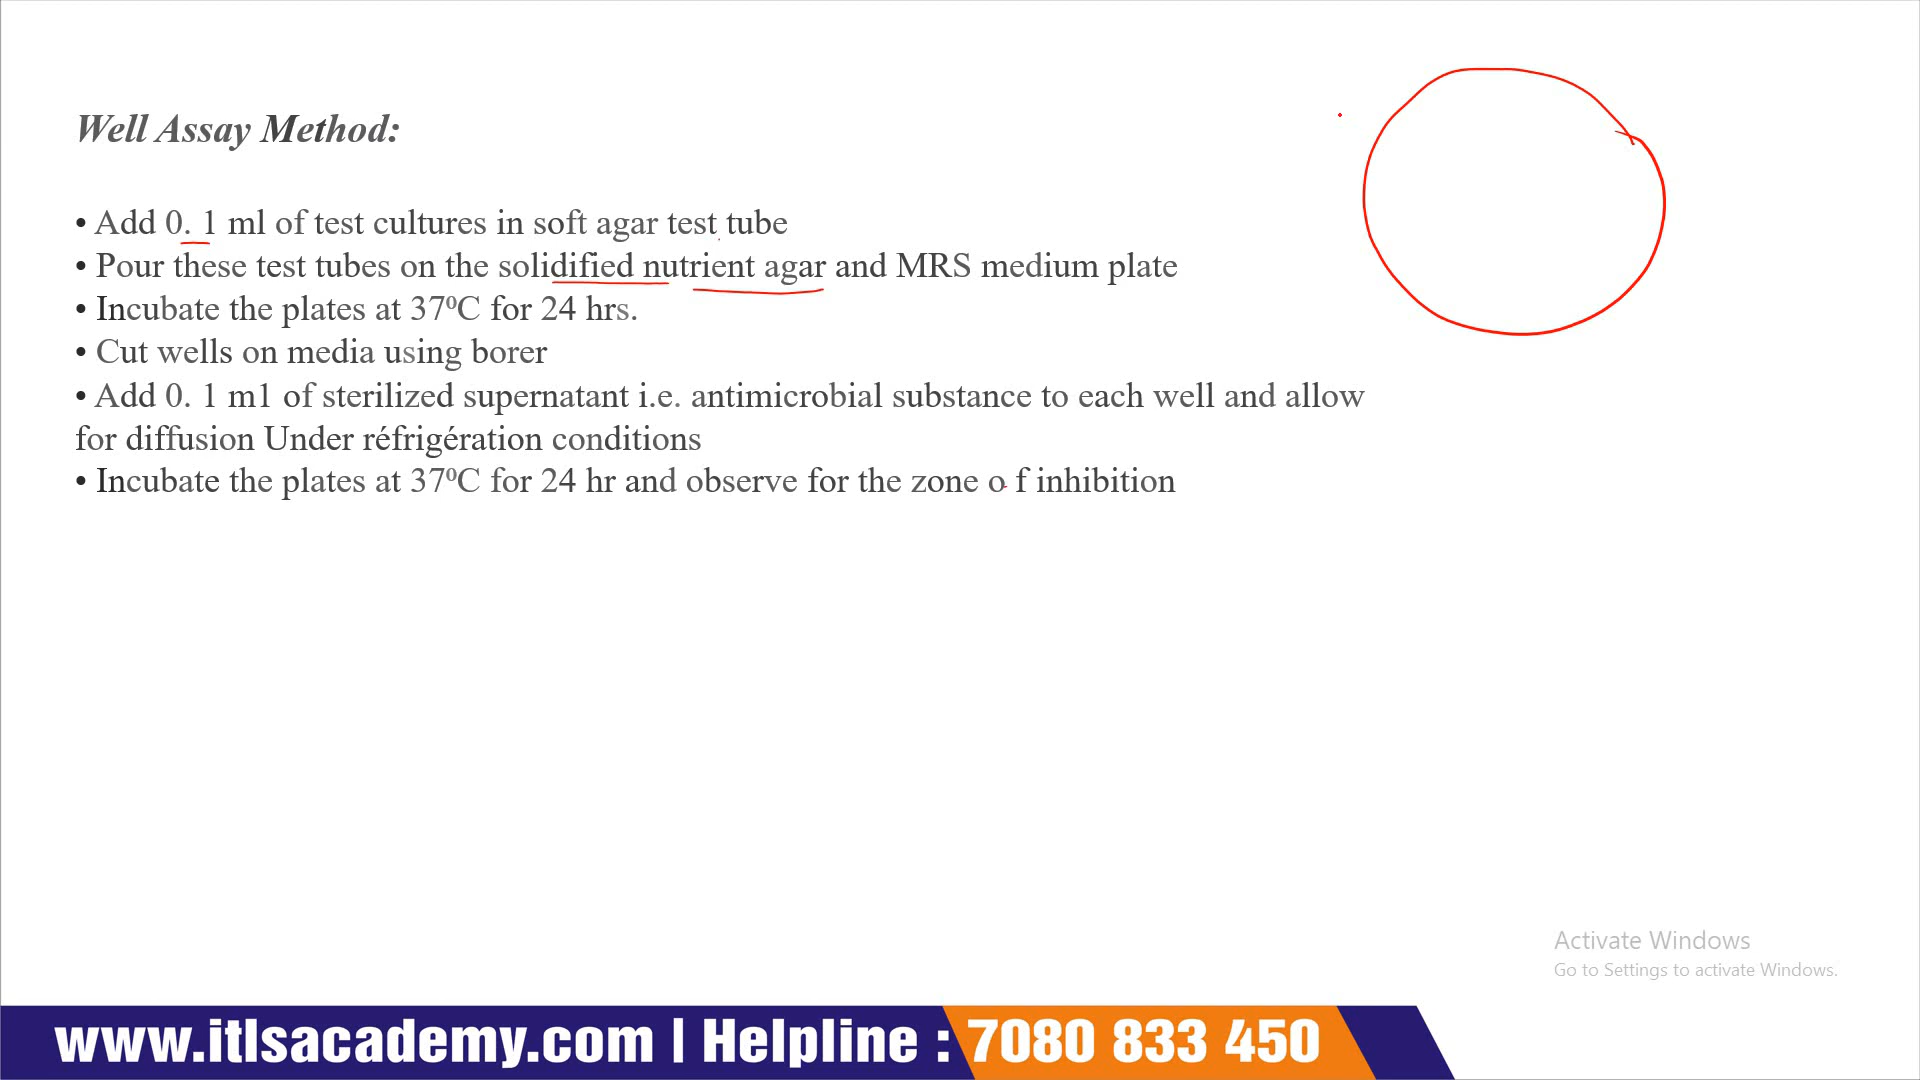 Well Assay Method:
• Add 0. 1 ml of test cultures in soft agar test tube
• Pour these test tubes on the solidified nutrient agar and MRS medium plate
• Incubate the plates at 37⁰C for 24 hrs.
• Cut wells on media using borer
• Add 0. 1 m1 of sterilized supernatant i.e. antimicrobial substance to each well and allow
for diffusion Under réfrigération conditions
• Incubate the plates at 37⁰C for 24 hr and observe for the zone o f inhibition
Activate Windows
Go to Settings to activate Windows.
www.itlsacademy.com | Helpline : 7080 833 450